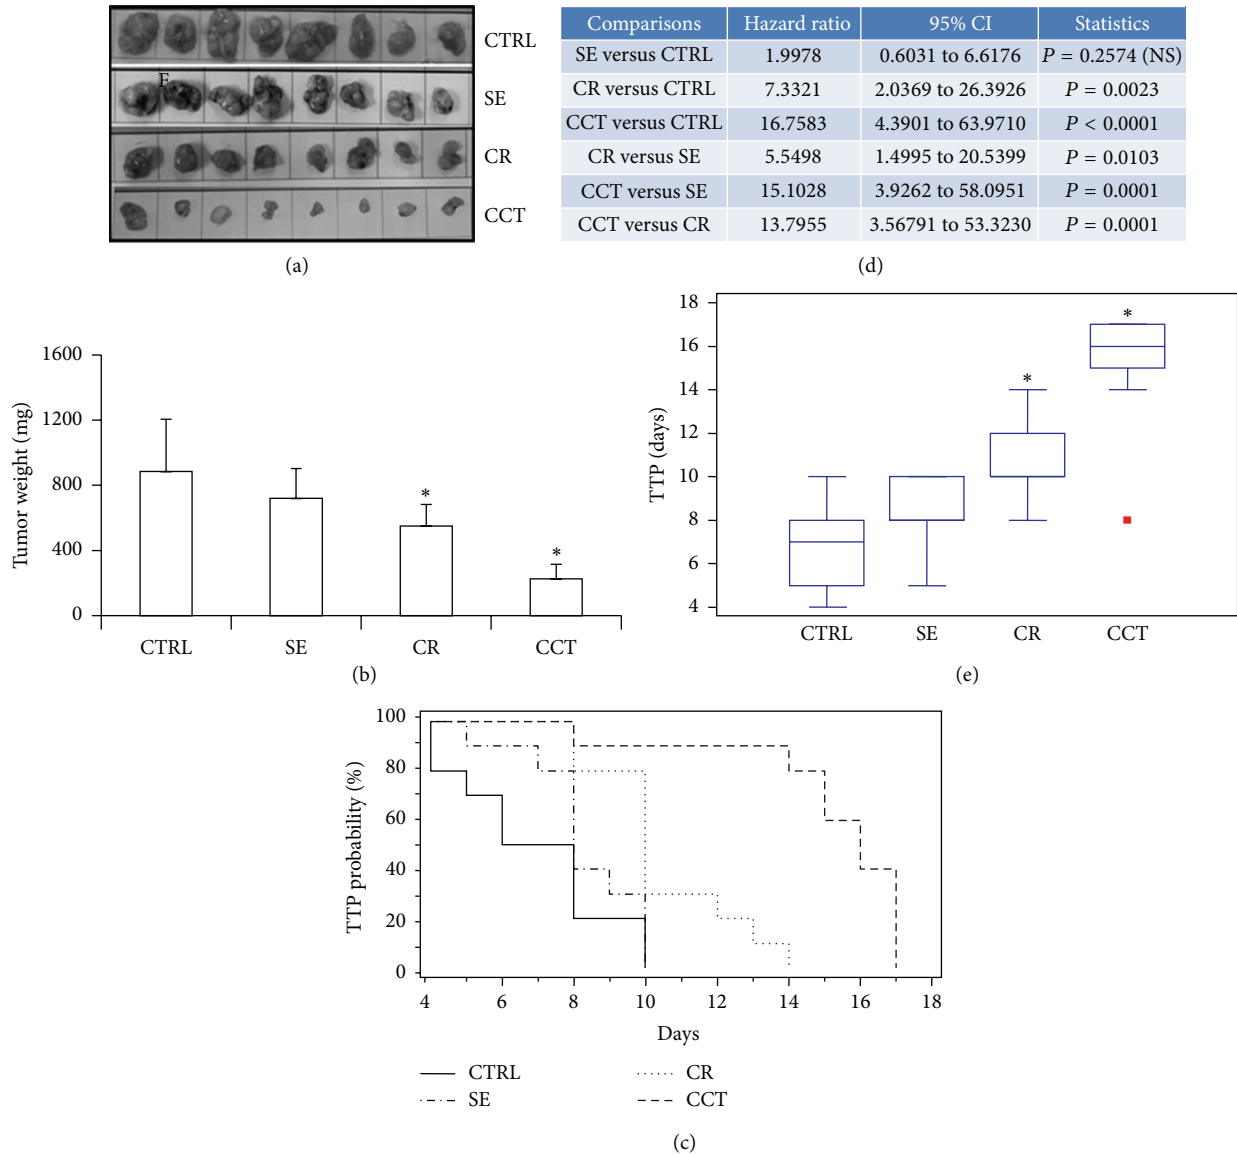 F
CTRL
SE
CR
CCT
(a)
Comparisons Hazard ratio 95% CI Statistics
SE versus CTRL 1.9978 0.6031 to 6.6176 P = 0.2574 (NS)
CR versus CTRL 7.3321 2.0369 to 26.3926 P = 0.0023
CCT versus CTRL 16.7583 4.3901 to 63.9710 P < 0.0001
CR versus SE 5.5498 1.4995 to 20.5399 P = 0.0103
CCT versus SE 15.1028 3.9262 to 58.0951 P = 0.0001
CCT versus CR 13.7955 3.56791 to 53.3230 P = 0.0001
(d)
Tumor weight (mg)
1600
1200
800
400
0
* *
CTRL SE CR CCT
(b)
TTP (days)
18
16
14
12
10
8
6
4
* *
CTRL SE CR CCT
(e)
TTP probability (%)
100
80
60
40
20
0
4 6 8 10 12 14 16 18
Days
CTRL CR
SE CCT
(c)